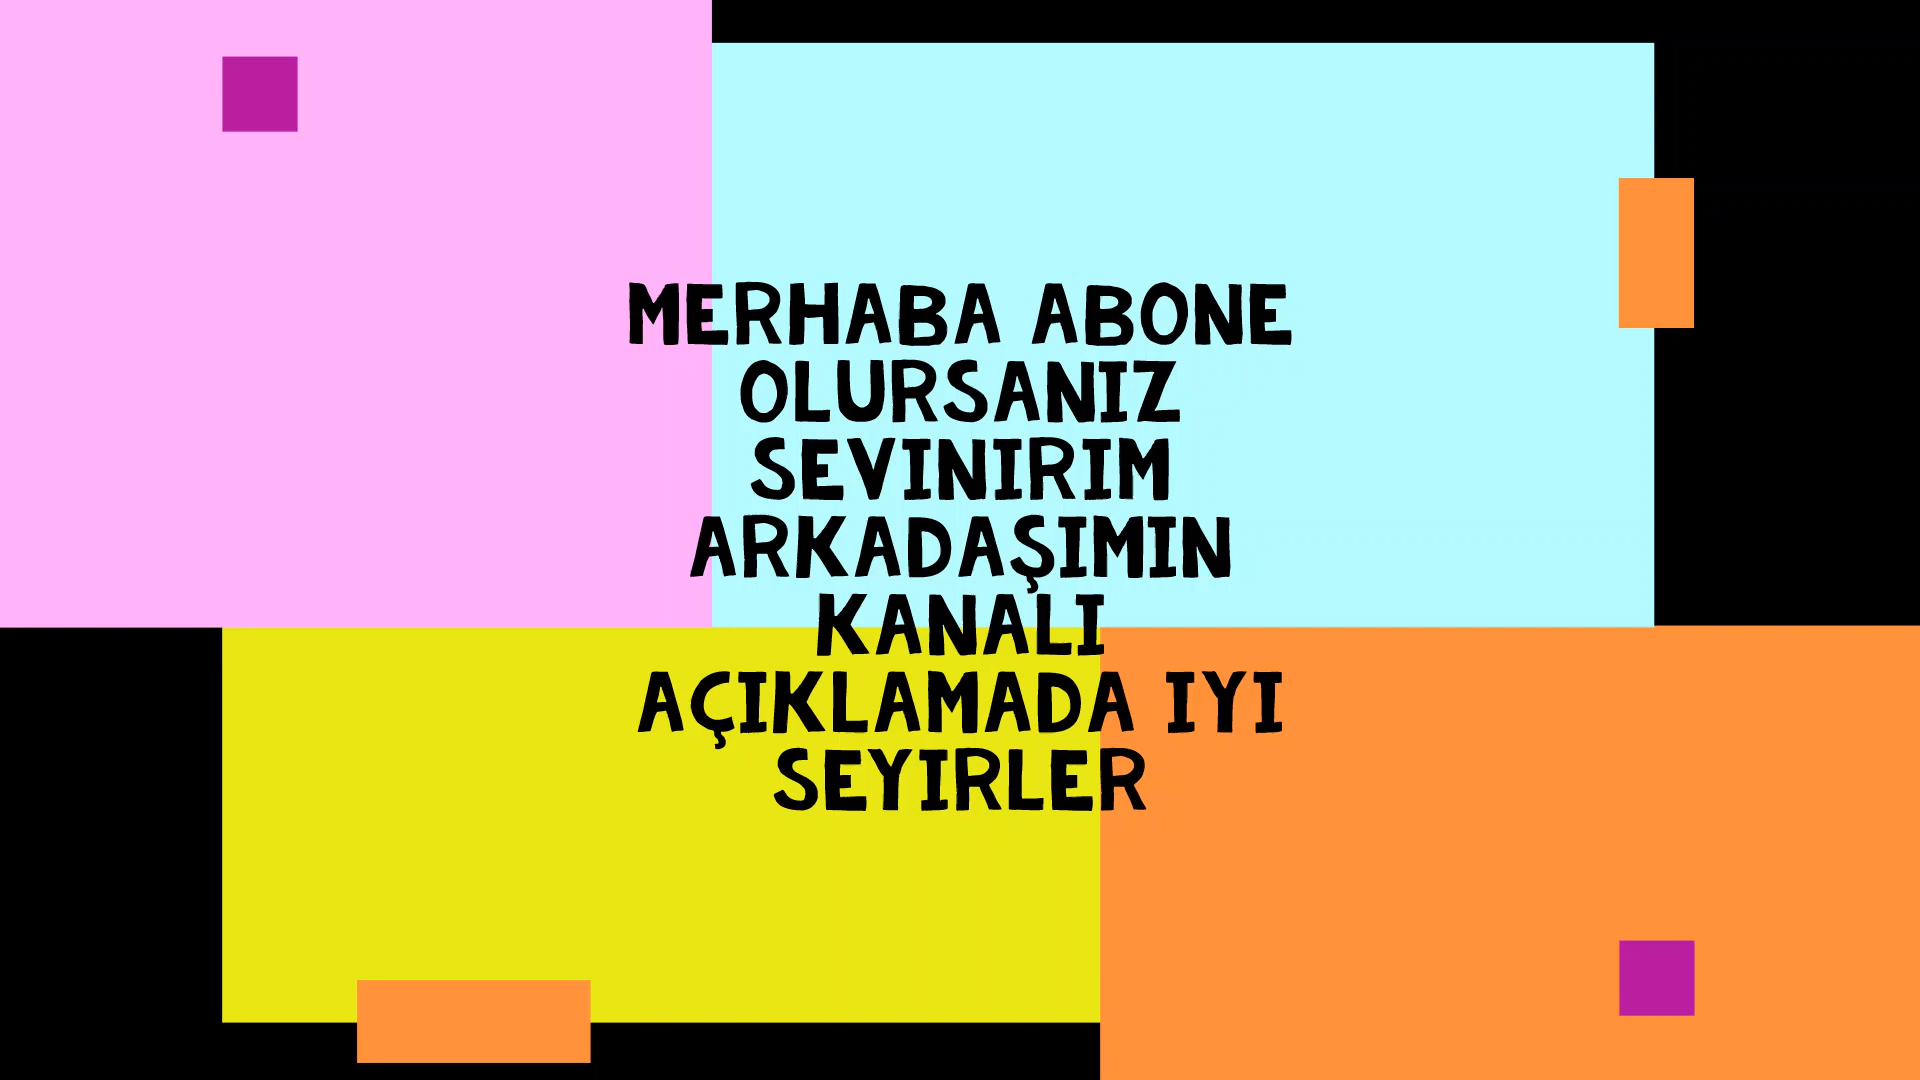 MERHABA ABONE
OLURSANIZ
SEVINIRIM
ARKADAŞIMIN
KANALI
AÇIKLAMADA IYI
SEYIRLER